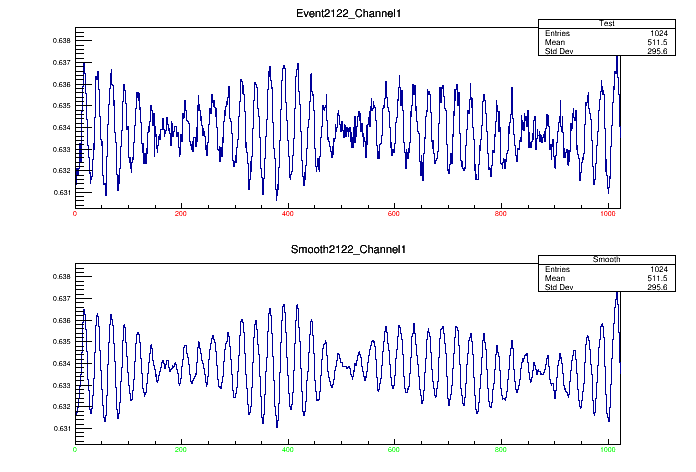 Event2122_Channel1
Test
Entries 1024
Mean 511.5
Std Dev 295.6
0.638
0.637
0.636
0.635
0.634
0.633
0.632
0.631
0 200 400 600 800 1000
Smooth2122_Channel1
Smooth
Entries 1024
Mean 511.5
Std Dev 295.6
0.638
0.637
0.636
0.635
0.634
0.633
0.632
0.631
0 200 400 600 800 1000